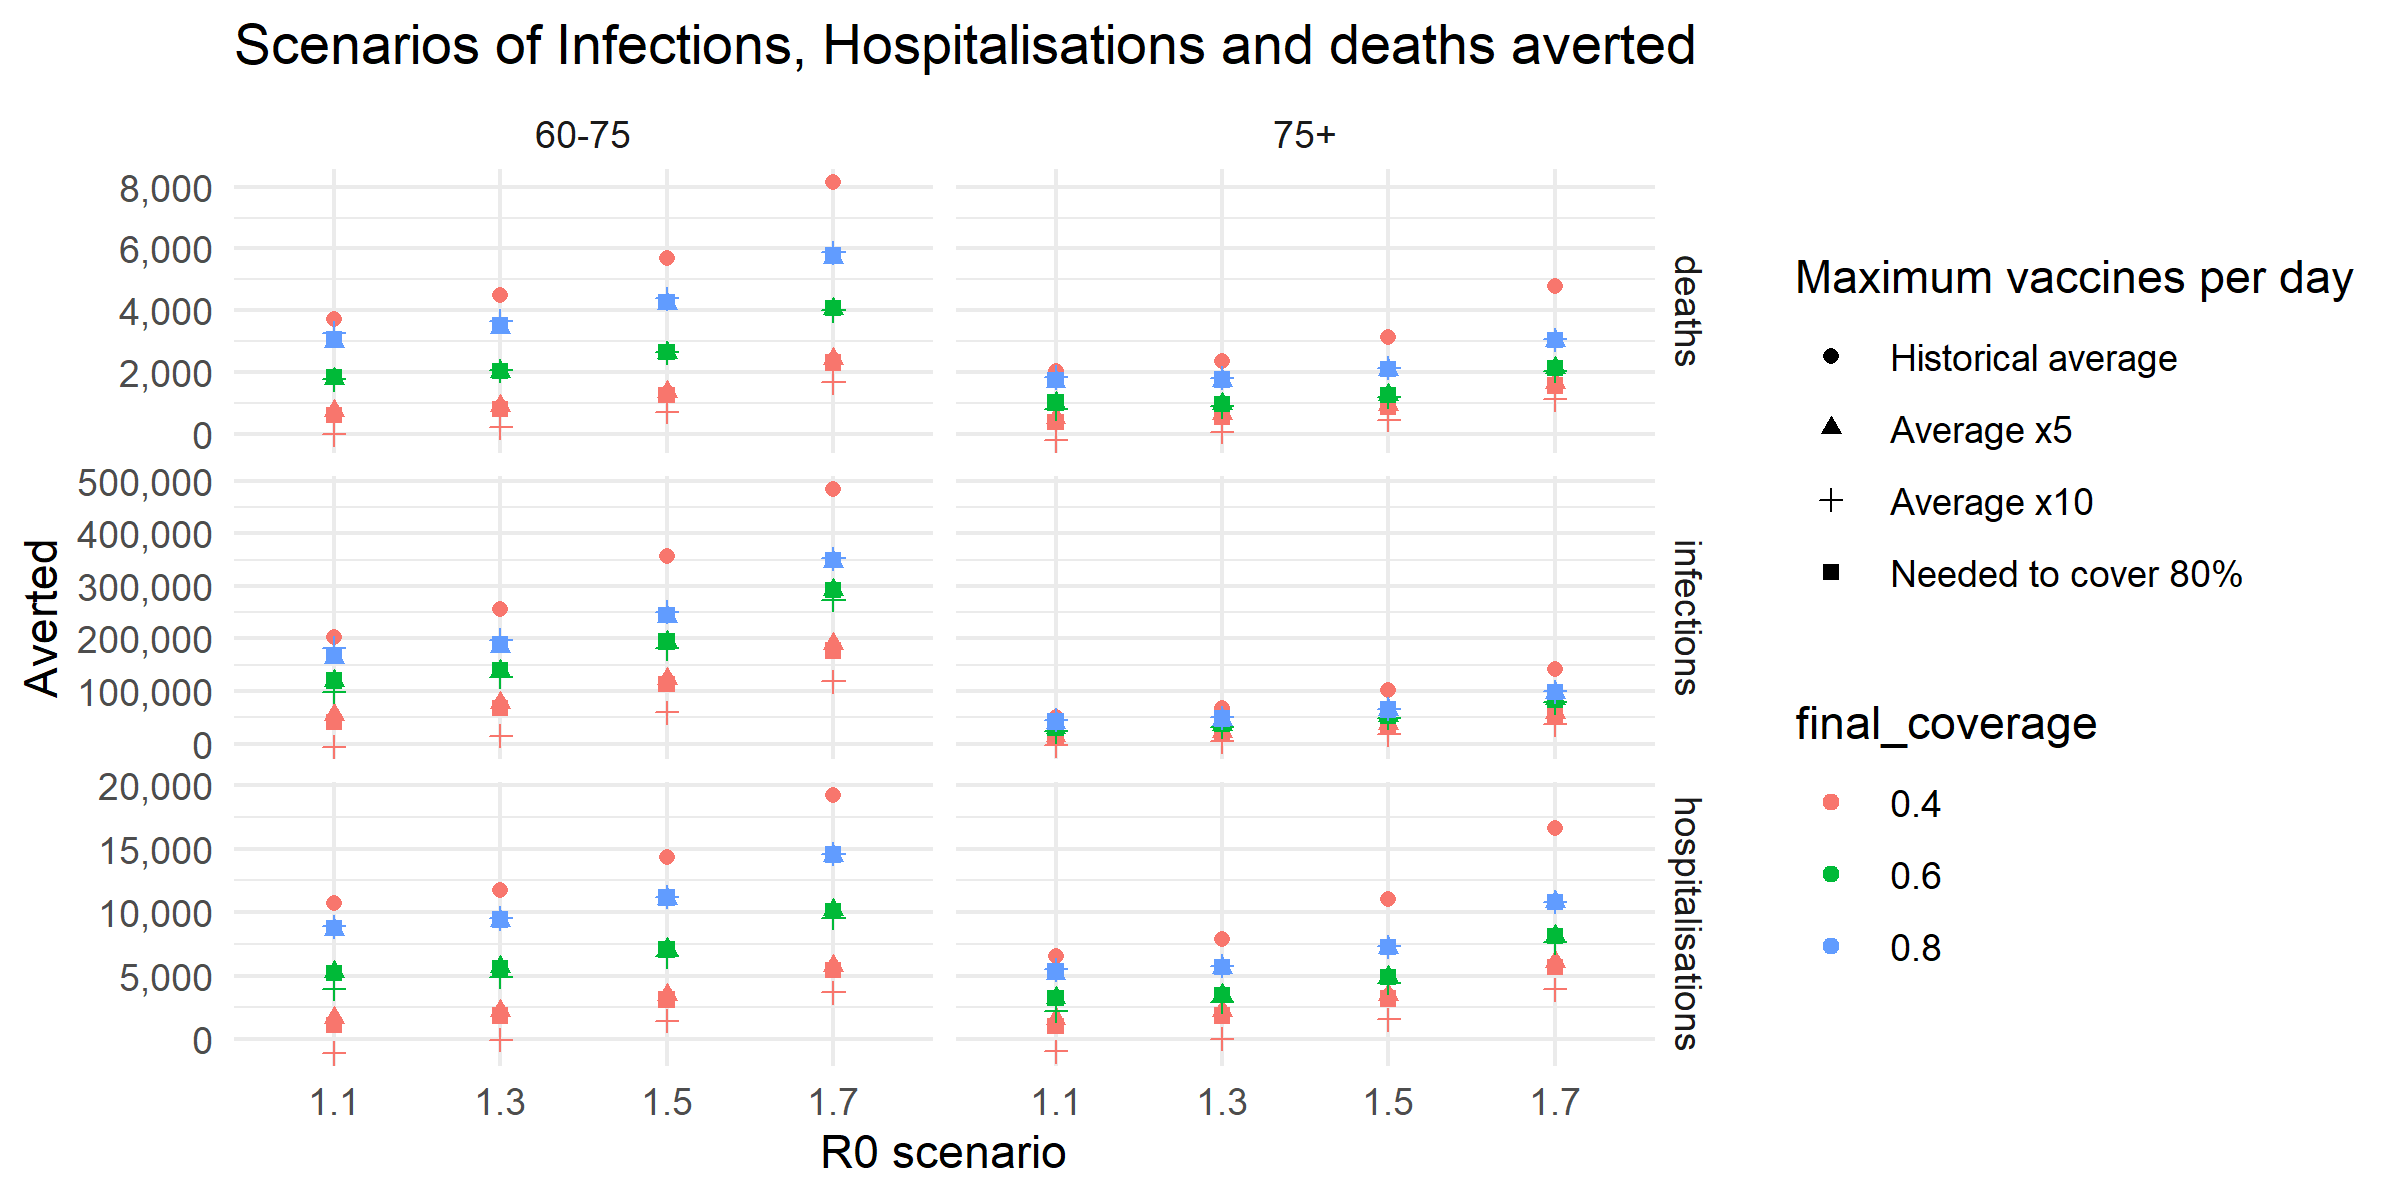 Scenarios of Infections, Hospitalisations and deaths averted
60-75
75+
8,000
6,000
4,000
2,000
0
deaths
500,000
400,000
300,000
200,000
100,000
0
infections
20,000
15,000
10,000
5,000
0
hospitalisations
Averted
1.1
1.3
1.5
1.7
1.1
1.3
1.5
1.7
R0 scenario
Maximum vaccines per day
Historical average
Average x5
Average x10
Needed to cover 80%
final_coverage
0.4
0.6
0.8